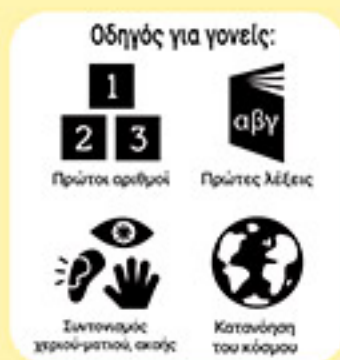 Οδηγός για γονείς:
1
2 3
αβγ
Πρώτοι αριθμοί
Πρώτες λέξεις
Συντονισμός
χεριού-ματιού, ακοής
Κατανόηση
του κόσμου